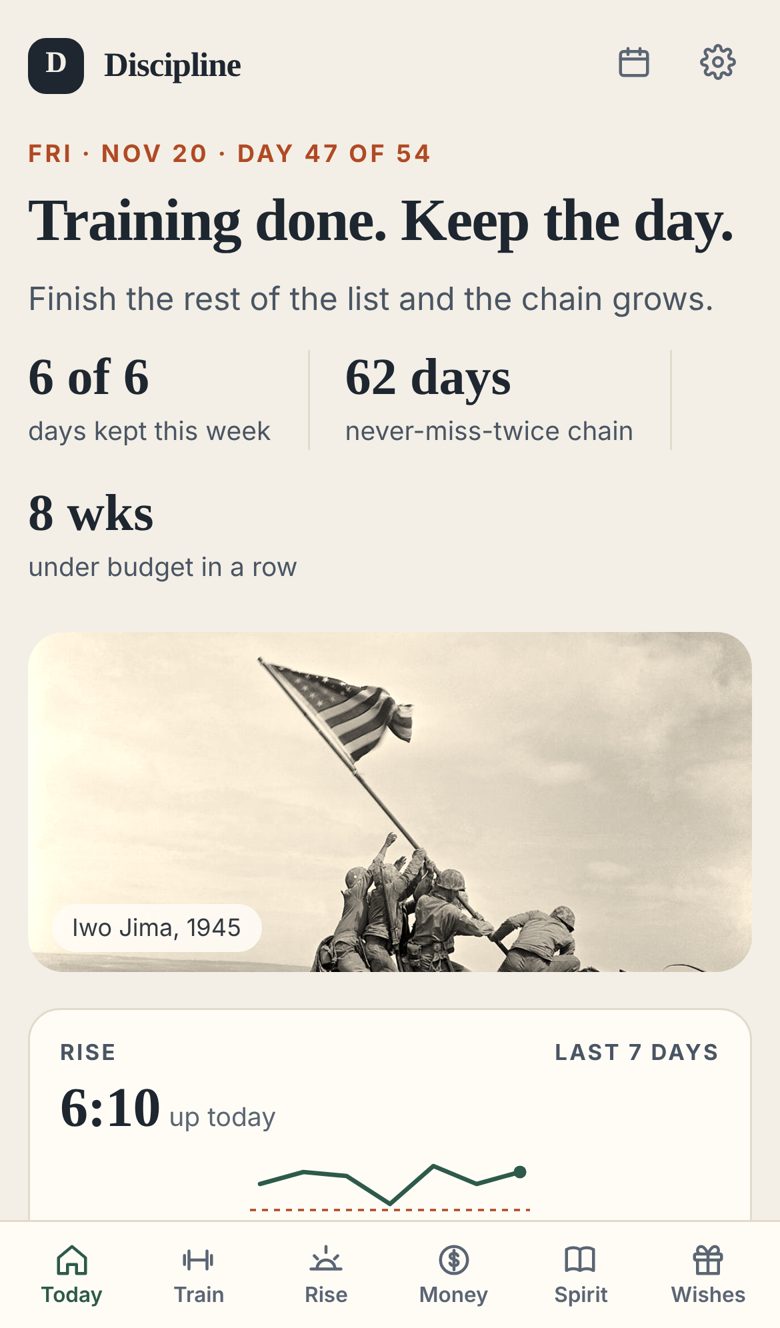 D
Discipline
FRI · NOV 20 · DAY 47 OF 54
Training done. Keep the day.
Finish the rest of the list and the chain grows.
6 of 6
days kept this week
62 days
never-miss-twice chain
8 wks
under budget in a row
Iwo Jima, 1945
RISE
LAST 7 DAYS
6:10 up today
Today
Train
Rise
Money
Spirit
Wishes